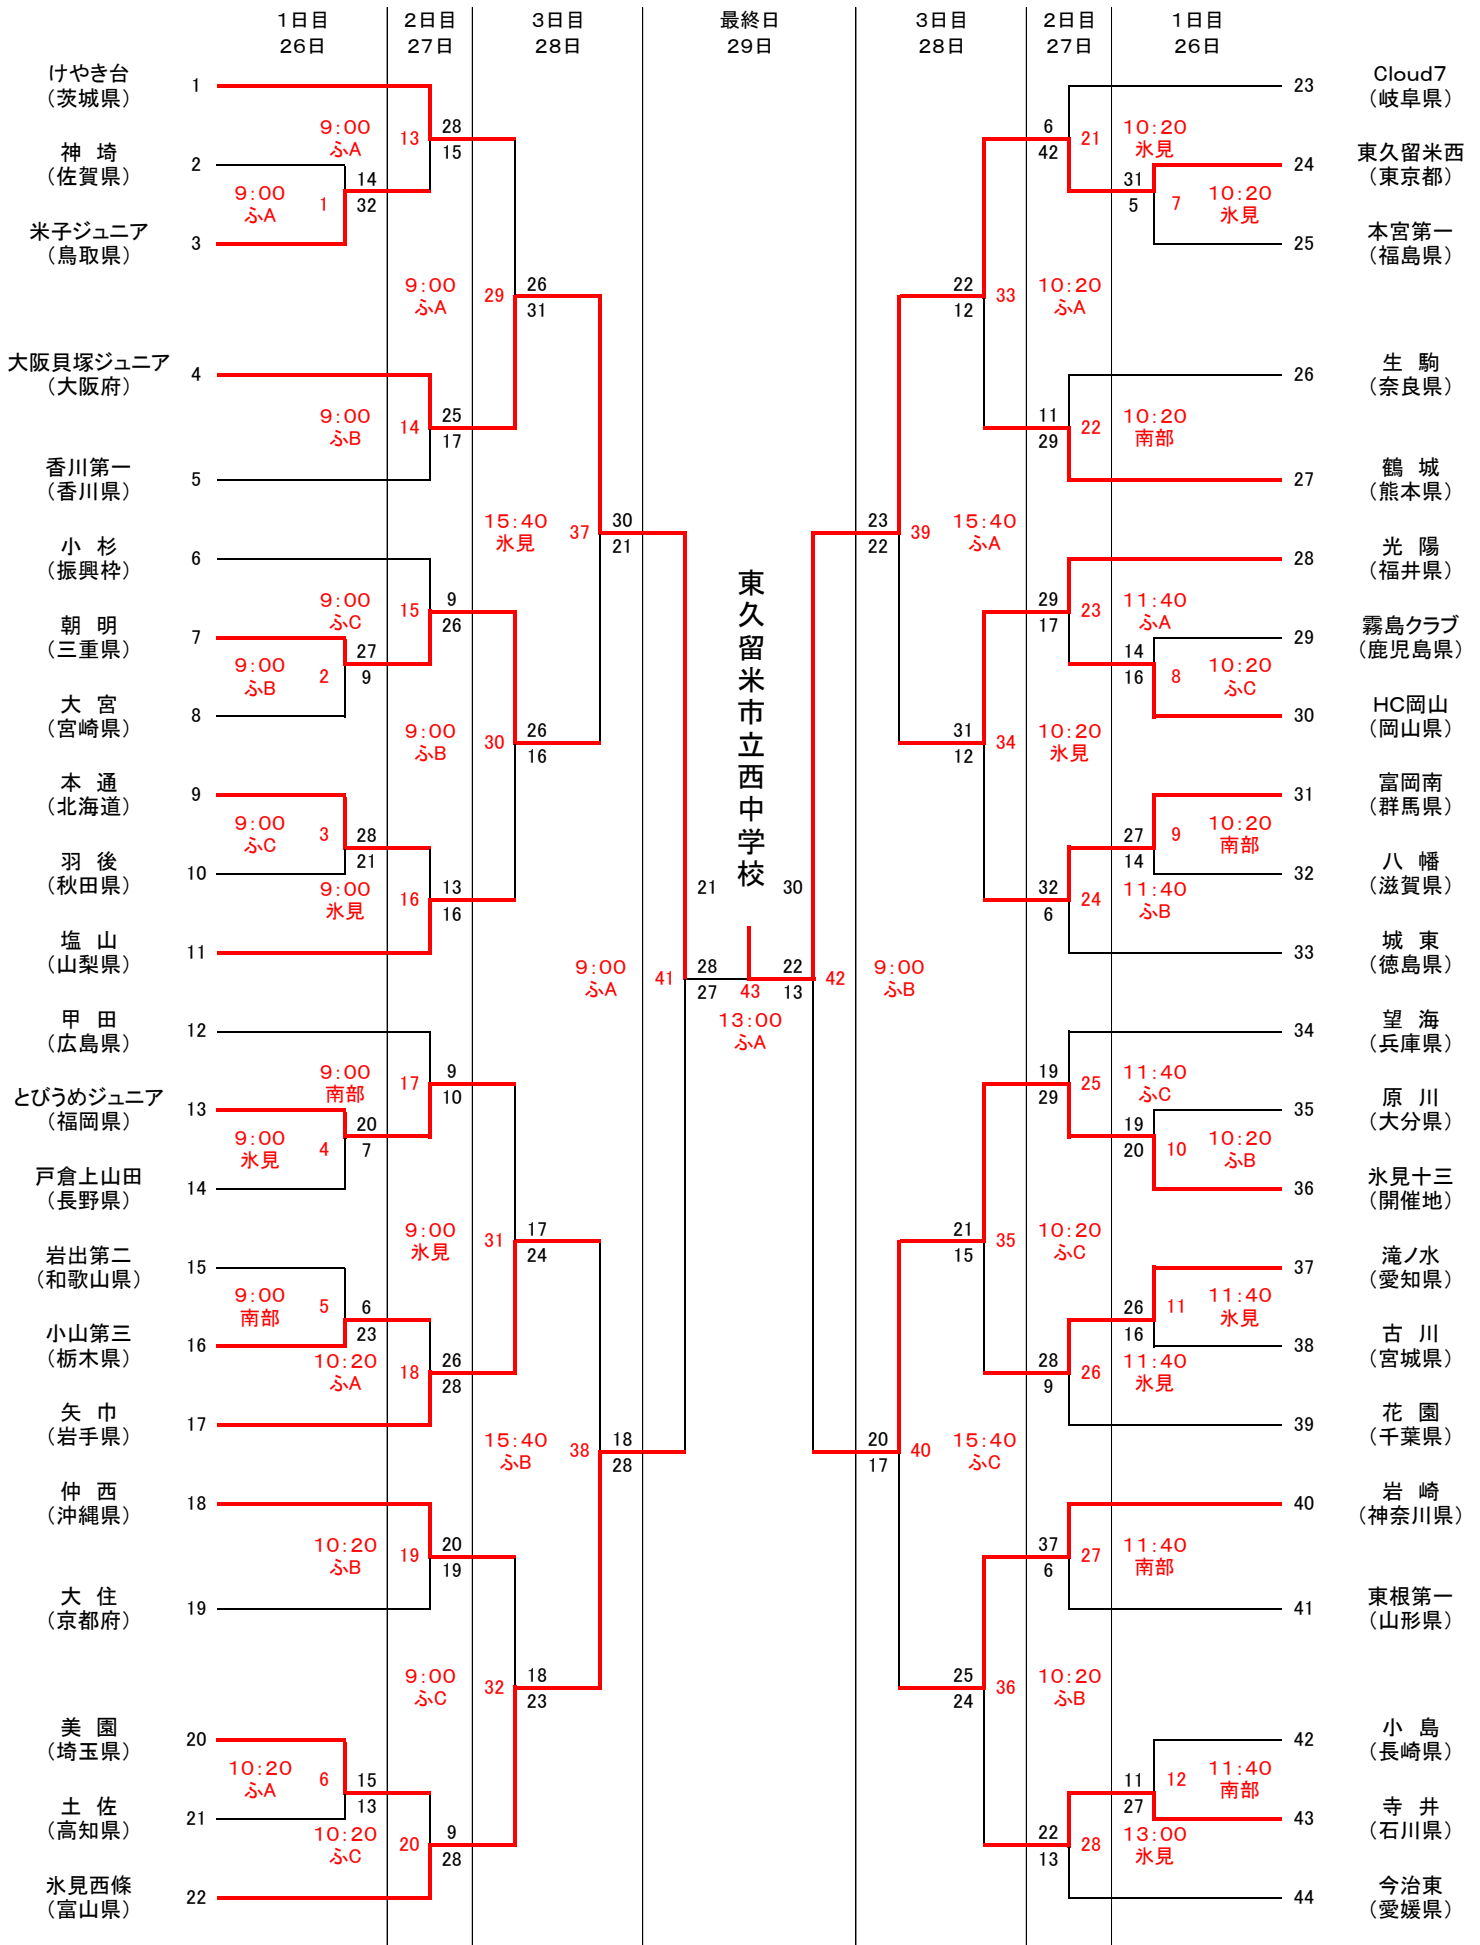 1日目
26日
2日目
27日
3日目
28日
最終日
29日
3日目
28日
2日目
27日
1日目
26日
けやき台
（茨城県）
1
神 埼
（佐賀県）
2
米子ジュニア
（鳥取県）
3
大阪貝塚ジュニア
（大阪府）
4
香川第一
（香川県）
5
小 杉
（振興枠）
6
朝 明
（三重県）
7
大 宮
（宮崎県）
8
本 通
（北海道）
9
羽 後
（秋田県）
10
塩 山
（山梨県）
11
甲 田
（広島県）
12
とびうめジュニア
（福岡県）
13
戸倉上山田
（長野県）
14
岩出第二
（和歌山県）
15
小山第三
（栃木県）
16
矢 巾
（岩手県）
17
仲 西
（沖縄県）
18
大 住
（京都府）
19
美 園
（埼玉県）
20
土 佐
（高知県）
21
氷見西條
（富山県）
22
9:00
ふA
13
28
15
9:00
ふA
1
14
32
9:00
ふA
29
26
31
9:00
ふB
14
25
17
15:40
氷見
37
30
21
9:00
ふC
15
9
26
9:00
ふB
2
27
9
9:00
ふB
30
26
16
9:00
ふC
3
28
21
9:00
氷見
16
13
16
9:00
ふA
41
28
27
9:00
南部
17
9
10
9:00
氷見
4
20
7
9:00
氷見
31
17
24
9:00
南部
5
6
23
10:20
ふA
18
26
28
15:40
ふB
38
18
28
10:20
ふB
19
20
19
9:00
ふC
32
18
23
10:20
ふA
6
15
13
10:20
ふC
20
9
28
東久留米市立西中学校
21
30
43
13:00
ふA
22
13
42
9:00
ふB
6
42
21
10:20
氷見
31
5
7
10:20
氷見
22
12
33
10:20
ふA
11
29
22
10:20
南部
23
22
39
15:40
ふA
29
17
23
11:40
ふA
14
16
8
10:20
ふC
31
12
34
10:20
氷見
27
14
9
10:20
南部
32
6
24
11:40
ふB
19
29
25
11:40
ふC
19
20
10
10:20
ふB
21
15
35
10:20
ふC
26
16
11
11:40
氷見
28
9
26
11:40
氷見
20
17
40
15:40
ふC
37
6
27
11:40
南部
25
24
36
10:20
ふB
11
27
12
11:40
南部
22
13
28
13:00
氷見
23
Cloud7
（岐阜県）
24
東久留米西
（東京都）
25
本宮第一
（福島県）
26
生 駒
（奈良県）
27
鶴 城
（熊本県）
28
光 陽
（福井県）
29
霧島クラブ
（鹿児島県）
30
HC岡山
（岡山県）
31
富岡南
（群馬県）
32
八 幡
（滋賀県）
33
城 東
（徳島県）
34
望 海
（兵庫県）
35
原 川
（大分県）
36
氷見十三
（開催地）
37
滝ノ水
（愛知県）
38
古 川
（宮城県）
39
花 園
（千葉県）
40
岩 崎
（神奈川県）
41
東根第一
（山形県）
42
小 島
（長崎県）
43
寺 井
（石川県）
44
今治東
（愛媛県）